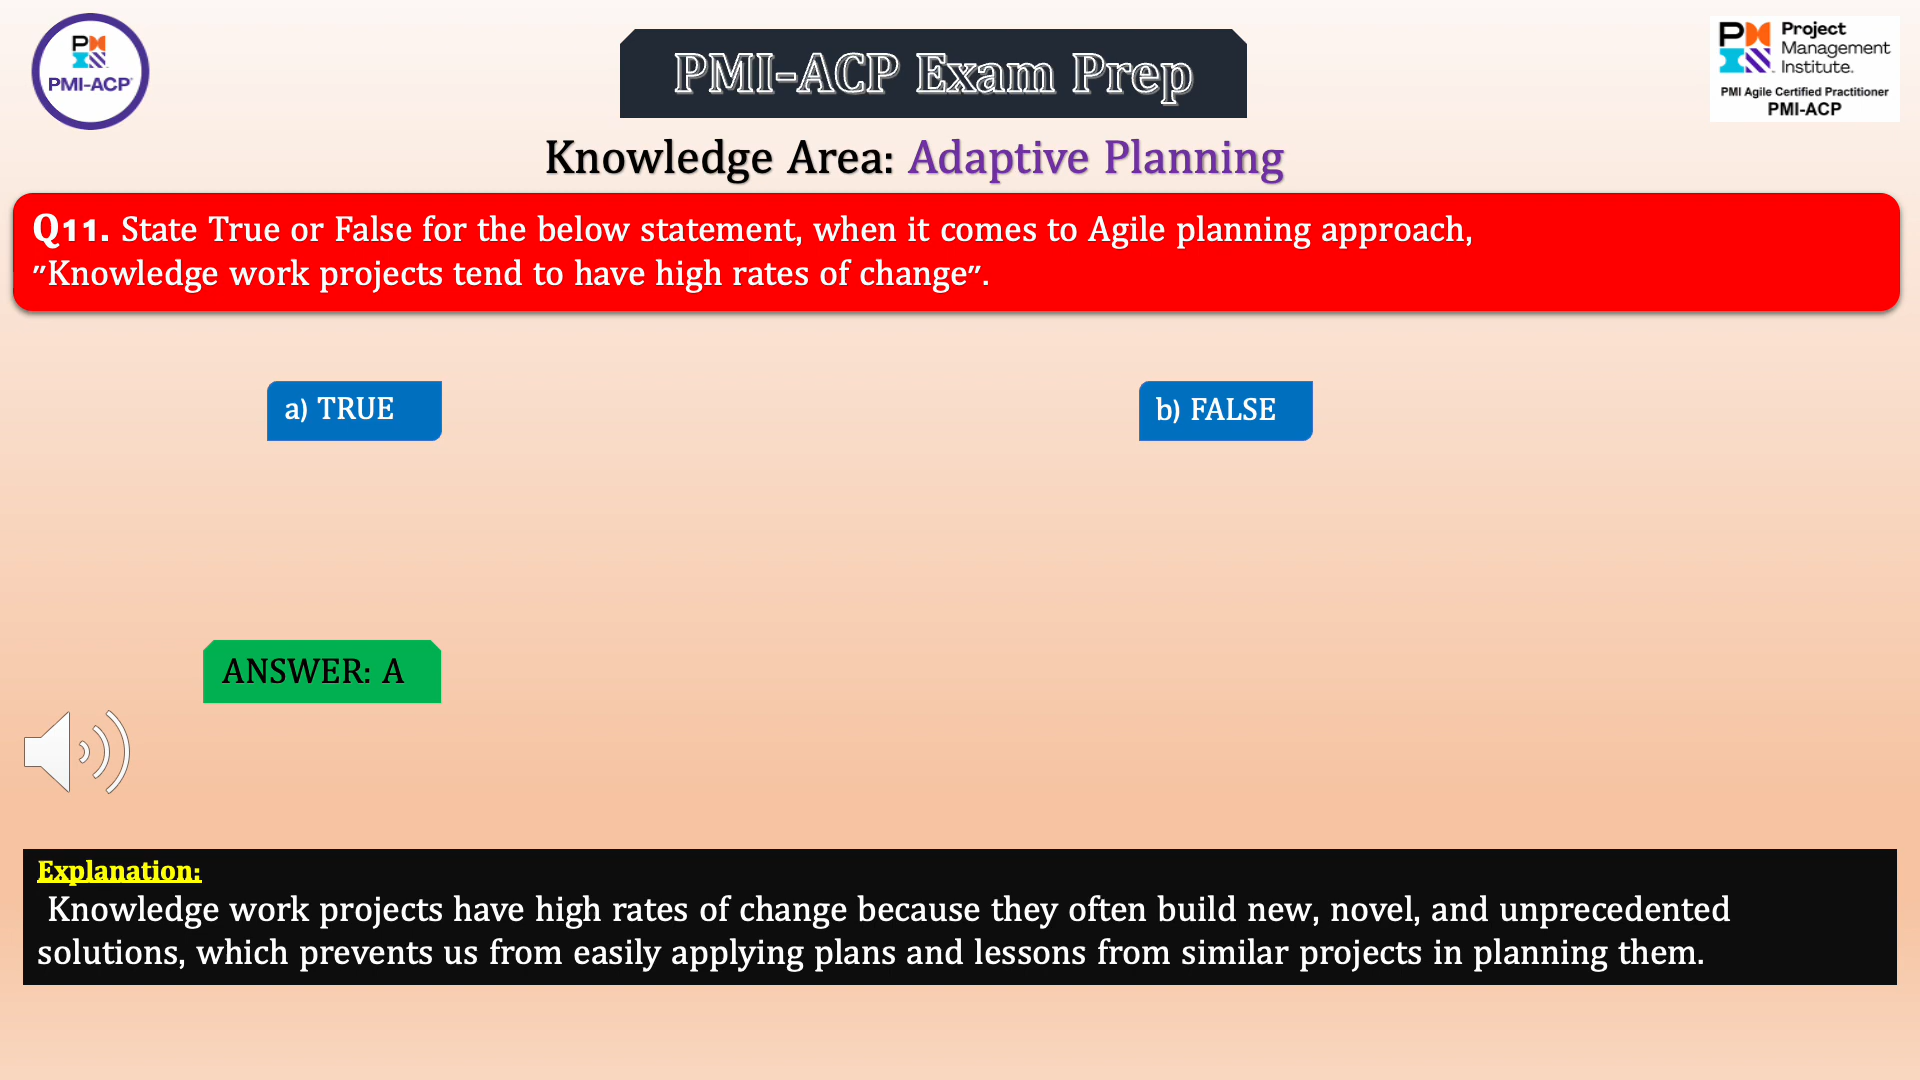 PMI-ACP
PMI-ACP Exam Prep
Project
Management
Institute.
PMI Agile Certified Practitioner
PMI-ACP
Knowledge Area: Adaptive Planning
Q11. State True or False for the below statement, when it comes to Agile planning approach,
"Knowledge work projects tend to have high rates of change".
a) TRUE
b) FALSE
ANSWER: A
Explanation:
Knowledge work projects have high rates of change because they often build new, novel, and unprecedented
solutions, which prevents us from easily applying plans and lessons from similar projects in planning them.